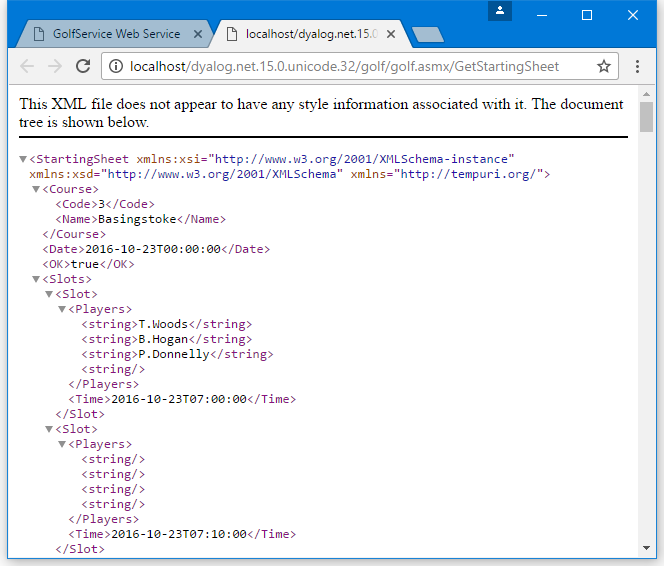 GolfService Web Service
localhost/dyalog.net.15.0
localhost/dyalog.net.15.0.unicode.32/golf/golf.asmx/GetStartingSheet
This XML file does not appear to have any style information associated with it. The document
tree is shown below.
<StartingSheet xmlns:xsi="http://www.w3.org/2001/XMLSchema-instance"
xmlns:xsd="http://www.w3.org/2001/XMLSchema" xmlns="http://tempuri.org/">
<Course>
<Code>3</Code>
<Name>Basingstoke</Name>
</Course>
<Date>2016-10-23T00:00:00</Date>
<OK>true</OK>
<Slots>
<Slot>
<Players>
<string>T.Woods</string>
<string>B.Hogan</string>
<string>P.Donnelly</string>
<string/>
</Players>
<Time>2016-10-23T07:00:00</Time>
</Slot>
<Slot>
<Players>
<string/>
<string/>
<string/>
<string/>
</Players>
<Time>2016-10-23T07:10:00</Time>
</Slot>